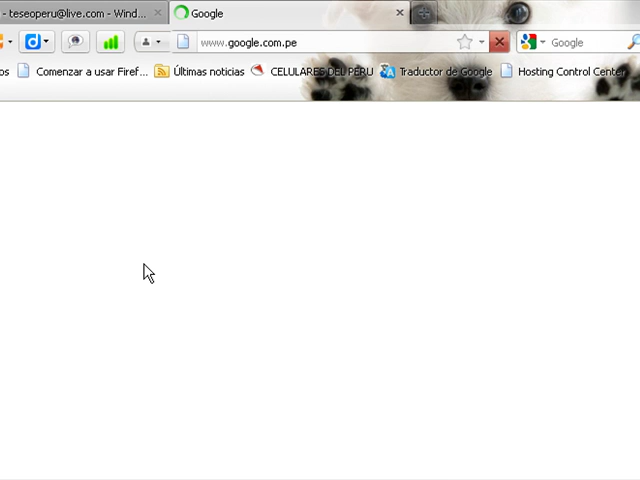 - teseoperu@live.com - Wind...
Google
www.google.com.pe
Google
os
Comenzar a usar Firef...
Últimas noticias
CELULARES DEL PERU
Traductor de Google
Hosting Control Center